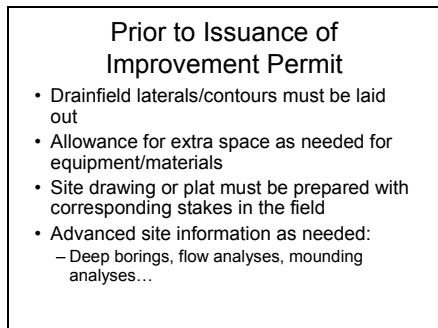 Prior to Issuance of
Improvement Permit
• Drainfield laterals/contours must be laid
out
• Allowance for extra space as needed for
equipment/materials
• Site drawing or plat must be prepared with
corresponding stakes in the field
• Advanced site information as needed:
– Deep borings, flow analyses, mounding
analyses…